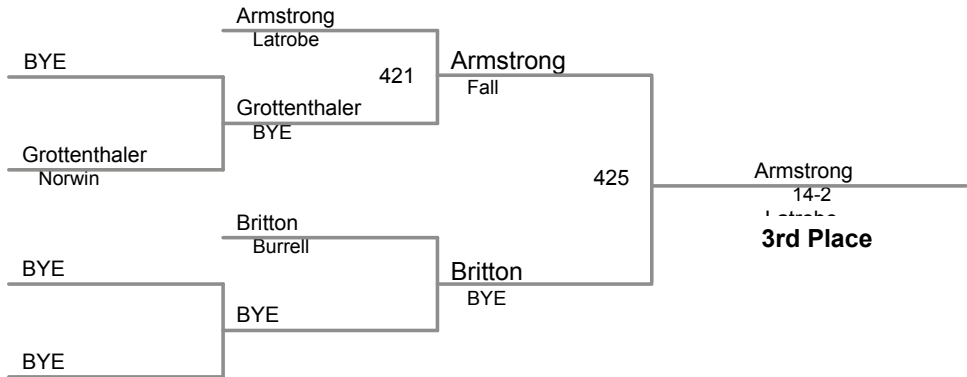 Armstrong
Latrobe
BYE
421
Armstrong
Fall
Grottenthaler
BYE
Grottenthaler
Norwin
425
Armstrong
14-2
3rd Place
Britton
Burrell
BYE
Britton
BYE
BYE
BYE